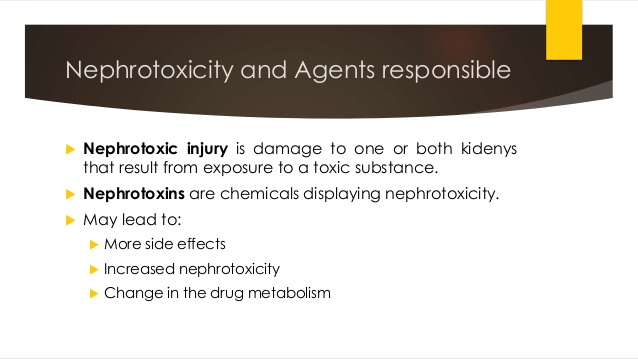 Nephrotoxicity and Agents responsible
Nephrotoxic injury is damage to one or both kidenys
that result from exposure to a toxic substance.
Nephrotoxins are chemicals displaying nephrotoxicity.
May lead to:
More side effects
Increased nephrotoxicity
Change in the drug metabolism